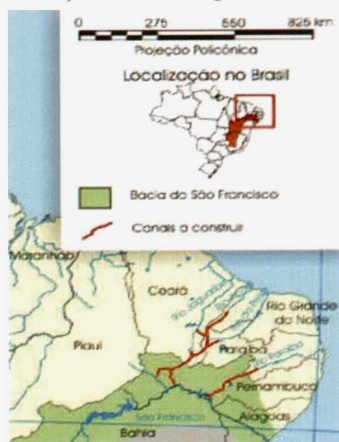 0 275 550 825 km
Projeção Policônica
Localização no Brasil
Bacia do São Francisco
Canais a construir
Maranhão
Ceará
Rio Grande
do Norte
Piauí
Paraíba
Pernambuco
São Francisco
Alagoas
Bahia